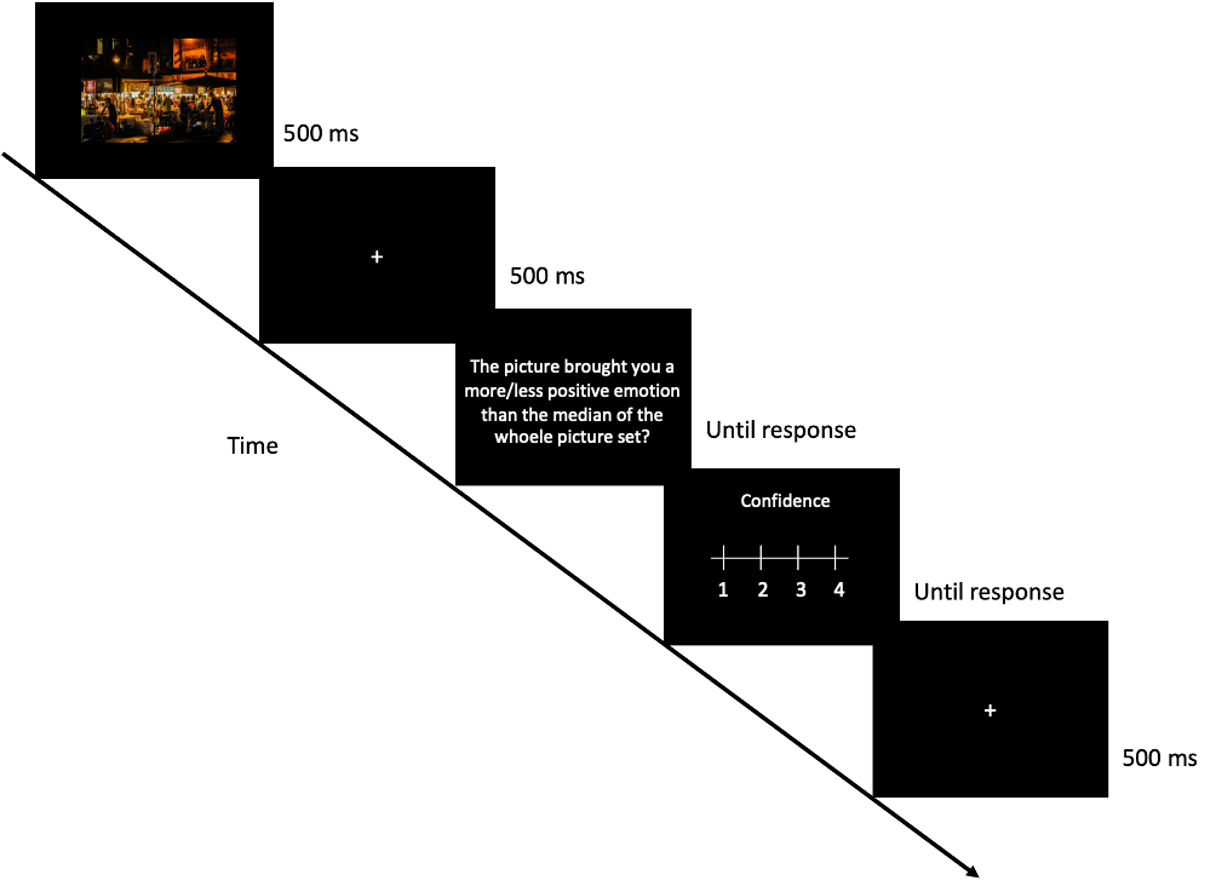 500 ms
+
500 ms
The picture brought you a
more/less positive emotion
than the median of the
whoele picture set?
Until response
Time
Confidence
1 2 3 4
Until response
+
500 ms